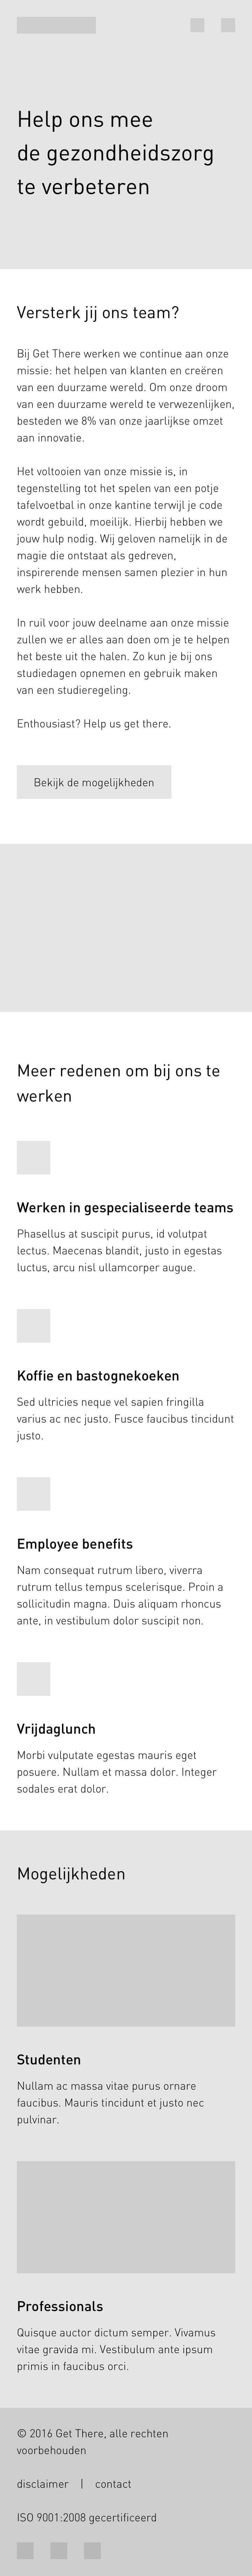 Help ons mee
de gezondheidszorg
te verbeteren
Versterk jij ons team?
Bij Get There werken we continue aan onze
missie: het helpen van klanten en creëren
van een duurzame wereld. Om onze droom
van een duurzame wereld te verwezenlijken,
besteden we 8% van onze jaarlijkse omzet
aan innovatie.
Het voltooien van onze missie is, in
tegenstelling tot het spelen van een potje
tafelvoetbal in onze kantine terwijl je code
wordt gebuild, moeilijk. Hierbij hebben we
jouw hulp nodig. Wij geloven namelijk in de
magie die ontstaat als gedreven,
inspirerende mensen samen plezier in hun
werk hebben.
In ruil voor jouw deelname aan onze missie
zullen we er alles aan doen om je te helpen
het beste uit the halen. Zo kun je bij ons
studiedagen opnemen en gebruik maken
van een studieregeling.
Enthousiast? Help us get there.
Bekijk de mogelijkheden
Meer redenen om bij ons te
werken
Werken in gespecialiseerde teams
Phasellus at suscipit purus, id volutpat
lectus. Maecenas blandit, justo in egestas
luctus, arcu nisl ullamcorper augue.
Koffie en bastognekoeken
Sed ultricies neque vel sapien fringilla
varius ac nec justo. Fusce faucibus tincidunt
justo.
Employee benefits
Nam consequat rutrum libero, viverra
rutrum tellus tempus scelerisque. Proin a
sollicitudin magna. Duis aliquam rhoncus
ante, in vestibulum dolor suscipit non.
Vrijdaglunch
Morbi vulputate egestas mauris eget
posuere. Nullam et massa dolor. Integer
sodales erat dolor.
Mogelijkheden
Studenten
Nullam ac massa vitae purus ornare
faucibus. Mauris tincidunt et justo nec
pulvinar.
Professionals
Quisque auctor dictum semper. Vivamus
vitae gravida mi. Vestibulum ante ipsum
primis in faucibus orci.
© 2016 Get There, alle rechten
voorbehouden
disclaimer | contact
ISO 9001:2008 gecertificeerd